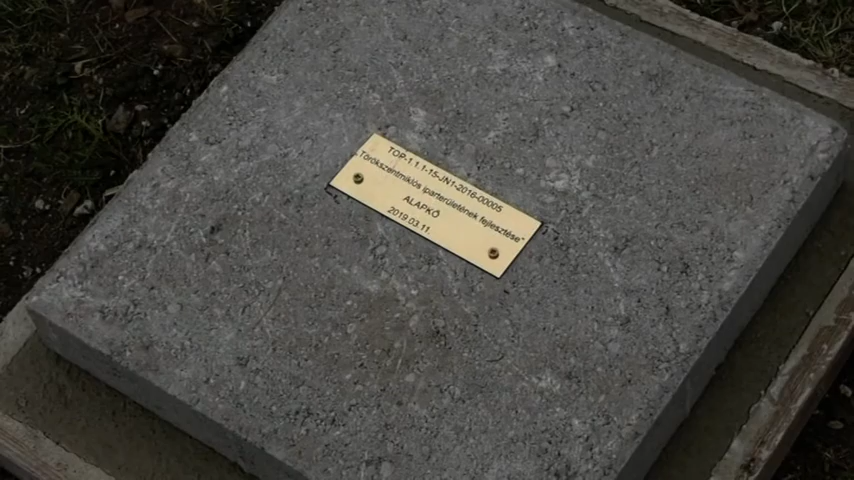 TOP-1.1.1-15-JN1-2016-00005
„Törökszentmiklós iparterületének fejlesztése"
ALAPKŐ
2019.03.11.